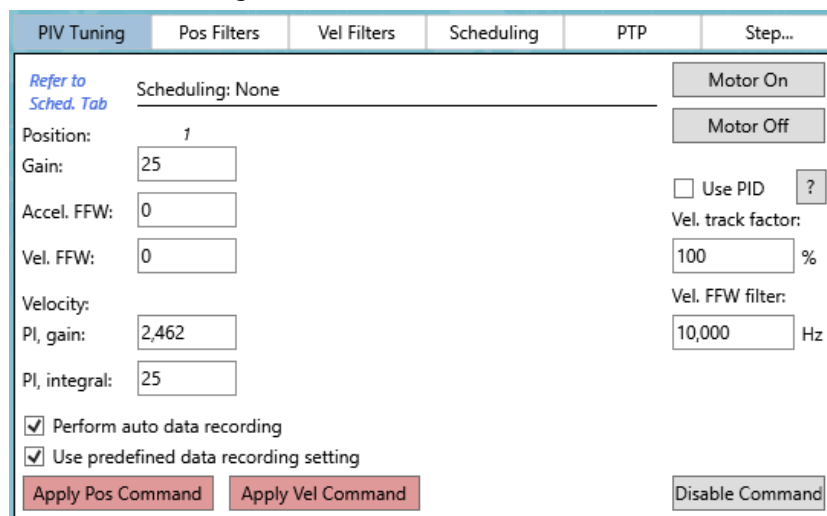 PIV Tuning Pos Filters Vel Filters Scheduling PTP Step...
Refer to
Sched. Tab
Scheduling: None
Motor On
Position: 1
Motor Off
Gain: 25
Use PID ?
Accel. FFW: 0
Vel. track factor:
Vel. FFW: 0
100 %
Velocity:
Vel. FFW filter:
PI, gain: 2,462
10,000 Hz
PI, integral: 25
Perform auto data recording
Use predefined data recording setting
Apply Pos Command Apply Vel Command Disable Command